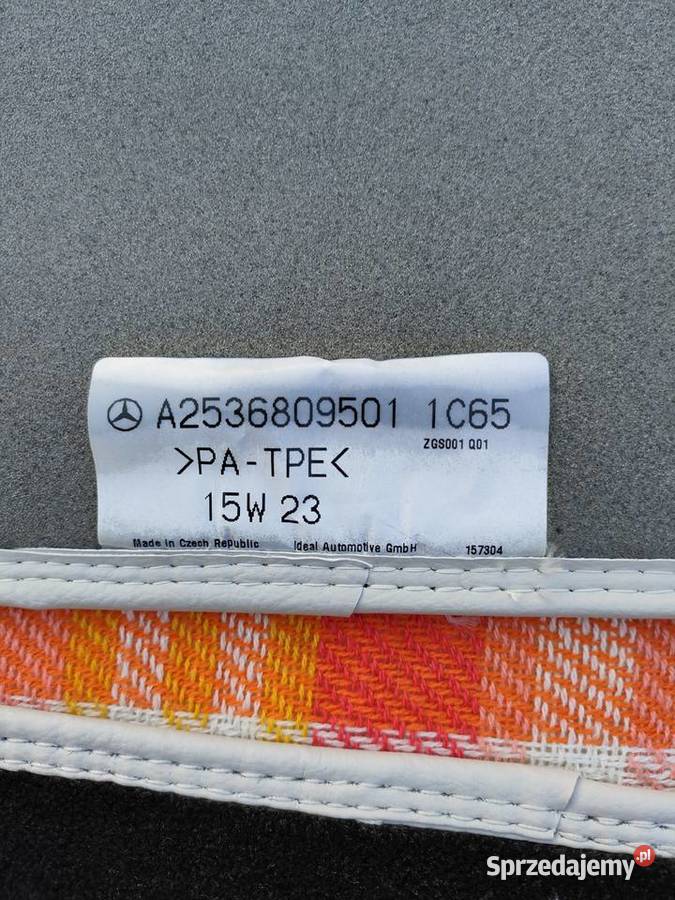 A2536809501 1C65
ZGS001 Q01
>PA-TPE<
15W 23
Made in Czech Republic Ideal Automotive GmbH 157304
Sprzedajemy.pl